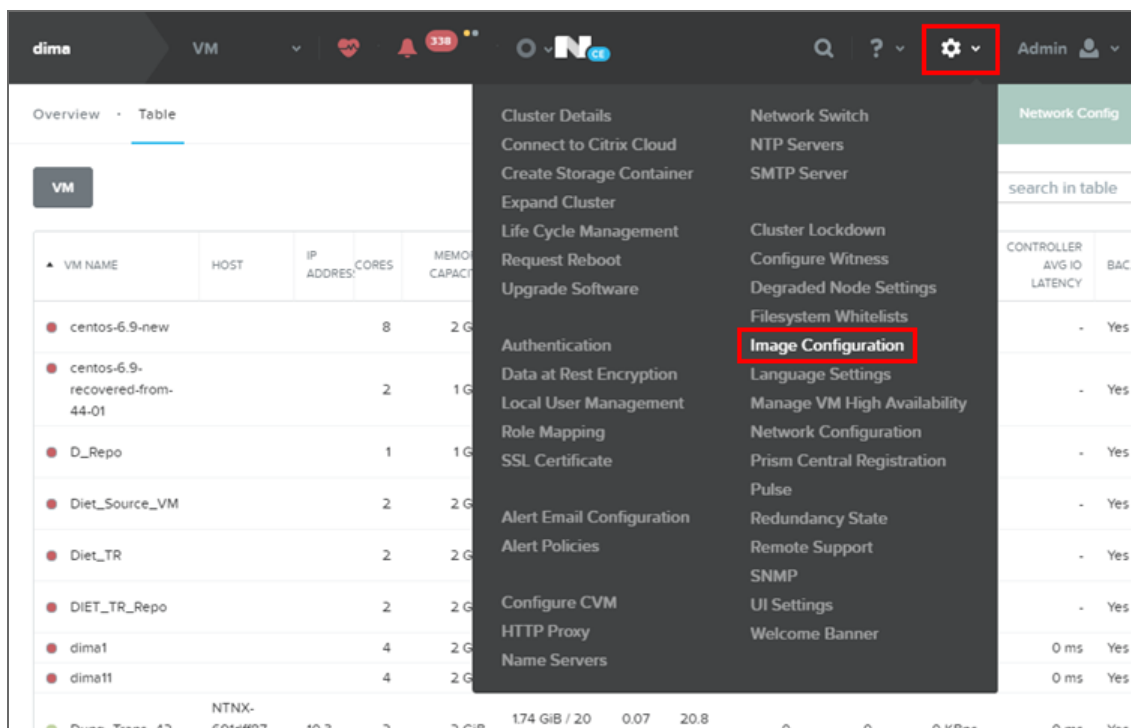 dima
VM
338
N CE
?
Admin
Overview · Table
Network Config
VM
search in table
Cluster Details
Connect to Citrix Cloud
Create Storage Container
Expand Cluster
Life Cycle Management
Request Reboot
Upgrade Software
Authentication
Data at Rest Encryption
Local User Management
Role Mapping
SSL Certificate
Alert Email Configuration
Alert Policies
Configure CVM
HTTP Proxy
Name Servers
Network Switch
NTP Servers
SMTP Server
Cluster Lockdown
Configure Witness
Degraded Node Settings
Filesystem Whitelists
Image Configuration
Language Settings
Manage VM High Availability
Network Configuration
Prism Central Registration
Pulse
Redundancy State
Remote Support
SNMP
UI Settings
Welcome Banner
VM NAME
HOST
IP
ADDRES
CORES
CONTROLLER
AVG IO
LATENCY
centos-6.9-new 8 2 - Yes
centos-6.9-
recovered-from-
44-01
2 1 - Yes
D_Repo 1 1 - Yes
Diet_Source_VM 2 2 - Yes
Diet_TR 2 2 - Yes
DIET_TR_Repo 2 2 - Yes
dima1 4 2 0 ms Yes
dima11 4 2 0 ms Yes
NTNX-
1.74 GiB / 20 0.07 20.8